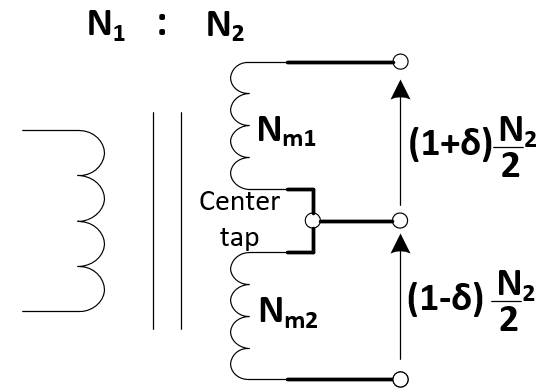 N₁ : N₂
Nm1
(1+δ)N₂/2
Center
tap
Nm2
(1-δ) N₂/2